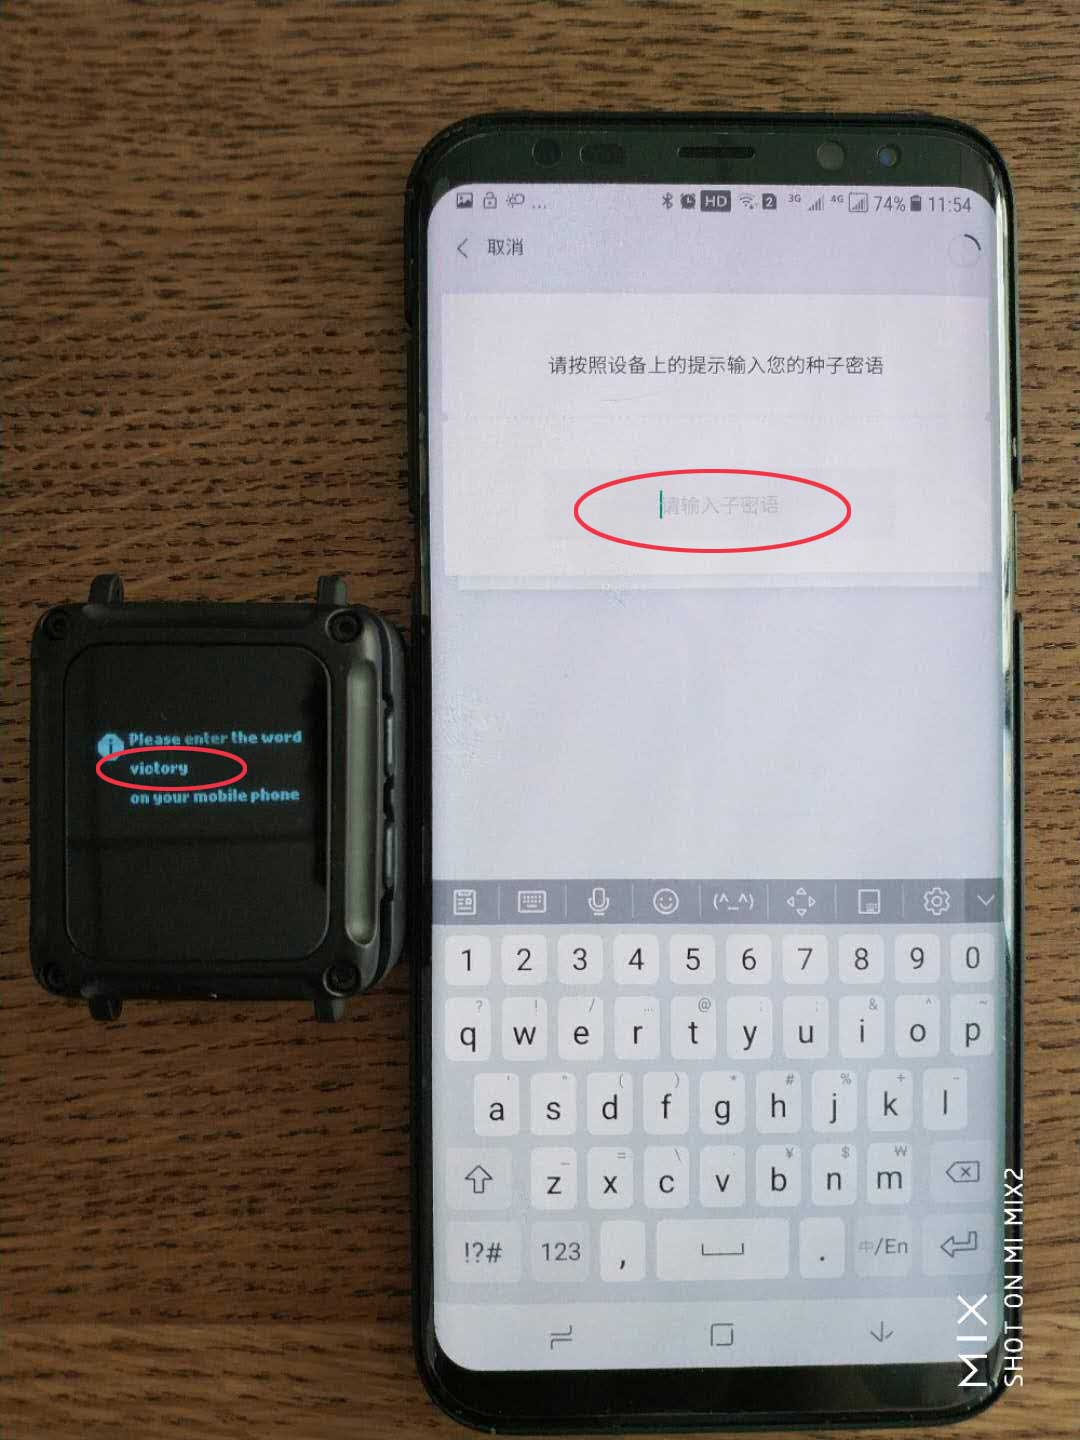 Please enter the word
victory
on your mobile phone
HD 2 3G 4G 74% 11:54
取消
请按照设备上的提示输入您的种子密语
请输入子密语
(^_^)
1 2 3 4 5 6 7 8 9 0
q w e r t y u i o p
a s d f g h j k l
z x c v b n m
!?# 123 , . 中/En
MIX
SHOT ON MI MIX2